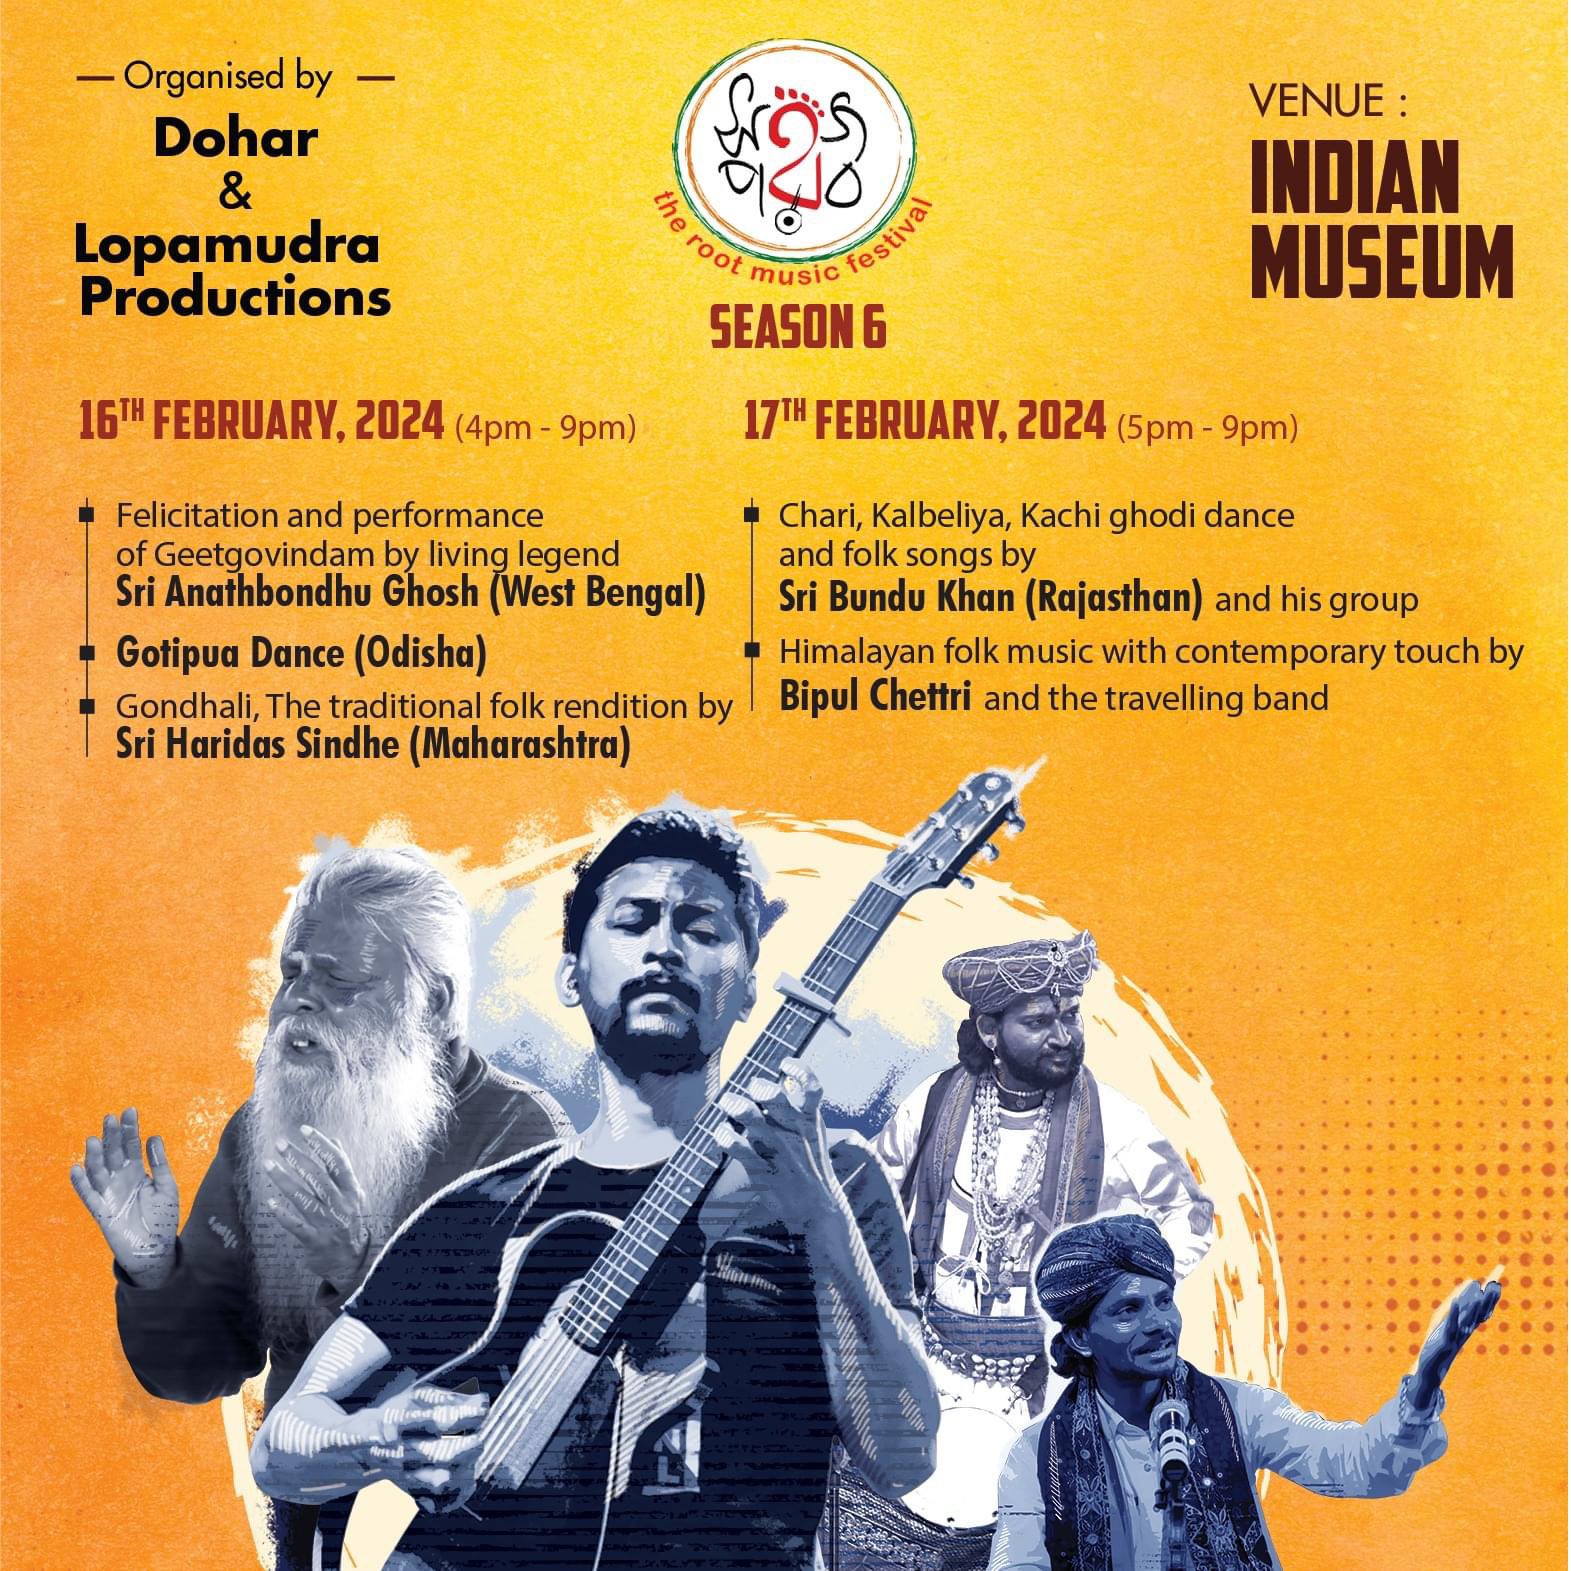 Organised by
Dohar
&
Lopamudra
Productions
সহজ
পাঠ
the root music festival
SEASON 6
VENUE :
INDIAN
MUSEUM
16TH FEBRUARY, 2024 (4pm - 9pm)
Felicitation and performance
of Geetgovindam by living legend
Sri Anathbondhu Ghosh (West Bengal)
Gotipua Dance (Odisha)
Gondhali, The traditional folk rendition by
Sri Haridas Sindhe (Maharashtra)
17TH FEBRUARY, 2024 (5pm - 9pm)
Chari, Kalbeliya, Kachi ghodi dance
and folk songs by
Sri Bundu Khan (Rajasthan) and his group
Himalayan folk music with contemporary touch by
Bipul Chettri and the travelling band